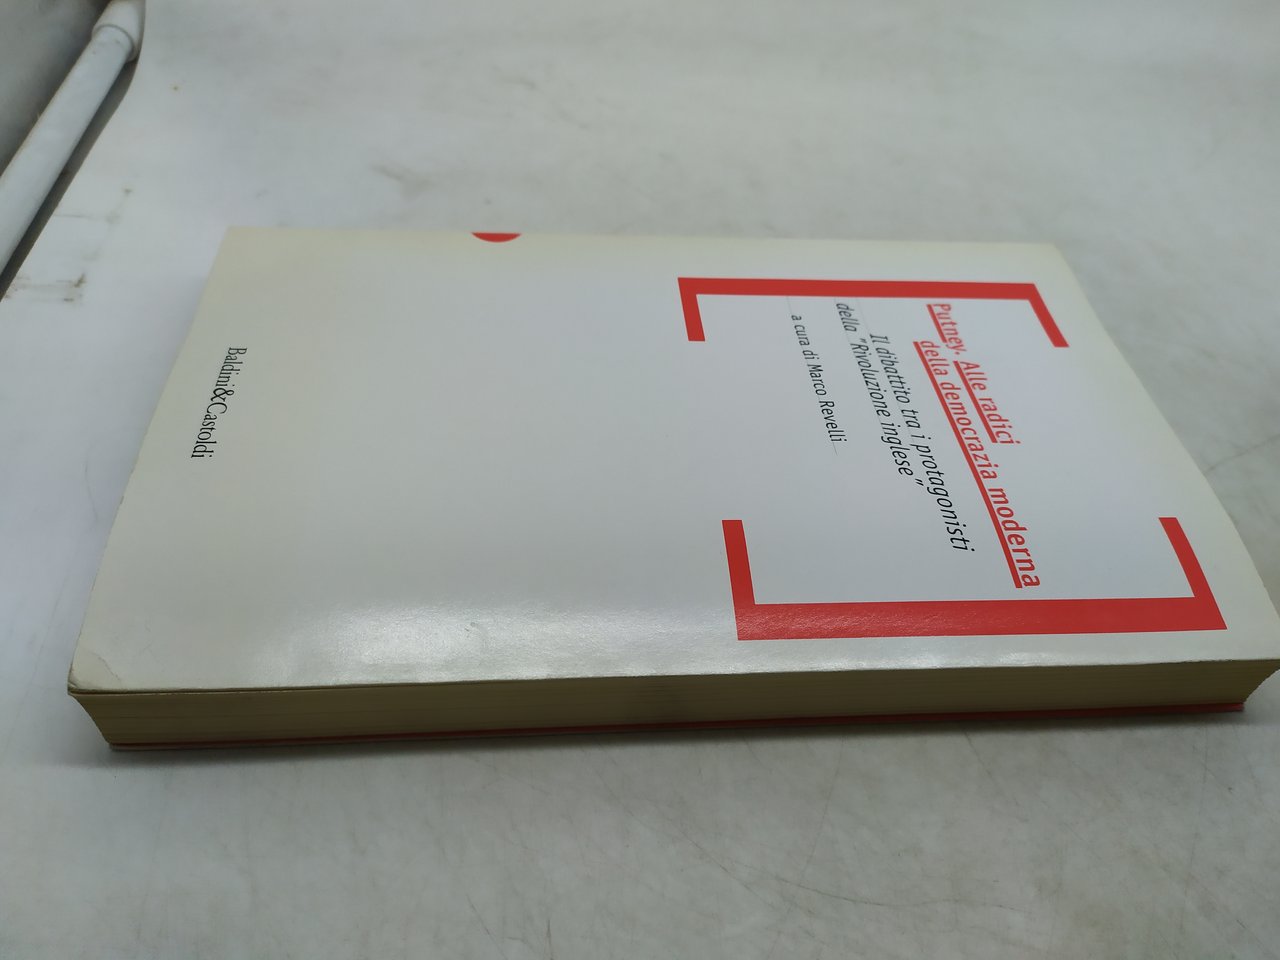 Putney. Alle radici
della democrazia moderna
Il dibattito tra i protagonisti
della "Rivoluzione inglese"
a cura di Marco Revelli
Baldini&Castoldi